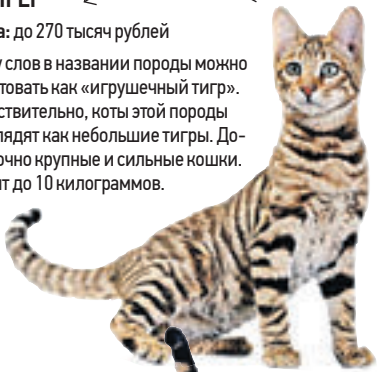 а: до 270 тысяч рублей
слов в названии породы можно
товать как «игрушечный тигр».
ствительно, коты этой породы
лядят как небольшие тигры. До-
очно крупные и сильные кошки.
т до 10 килограммов.